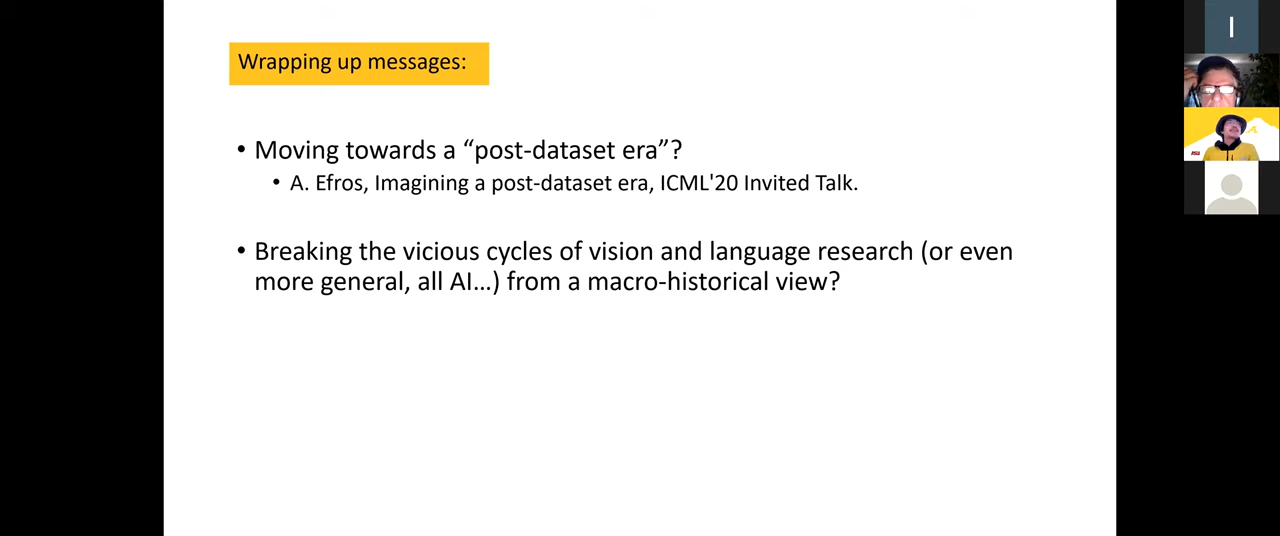 Wrapping up messages:
• Moving towards a “post-dataset era”?
• A. Efros, Imagining a post-dataset era, ICML'20 Invited Talk.
• Breaking the vicious cycles of vision and language research (or even
more general, all AI…) from a macro-historical view?
I
ASU